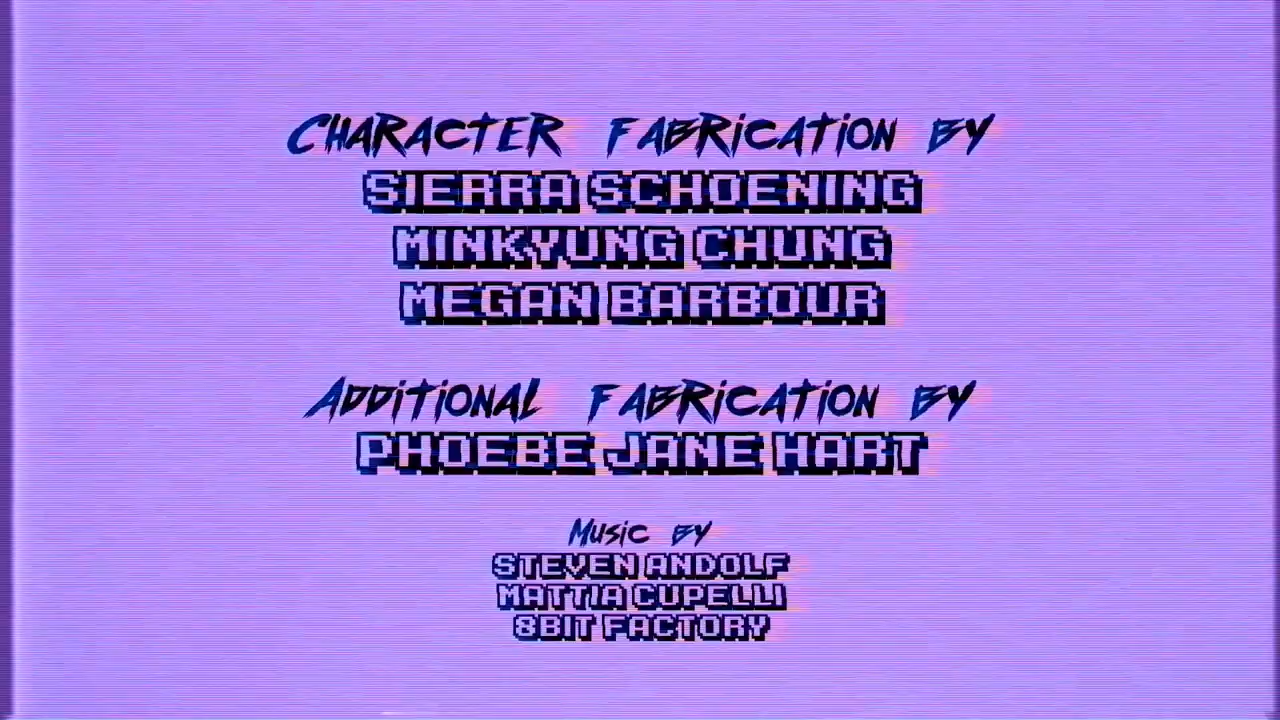 Character Fabrication by
SIERRA SCHOENING
MINKYUNG CHUNG
MEGAN BARBOUR
Additional Fabrication by
PHOEBE JANE HART
Music by
STEVEN ANDOLF
MATTIA CUPELLI
8BIT FACTORY